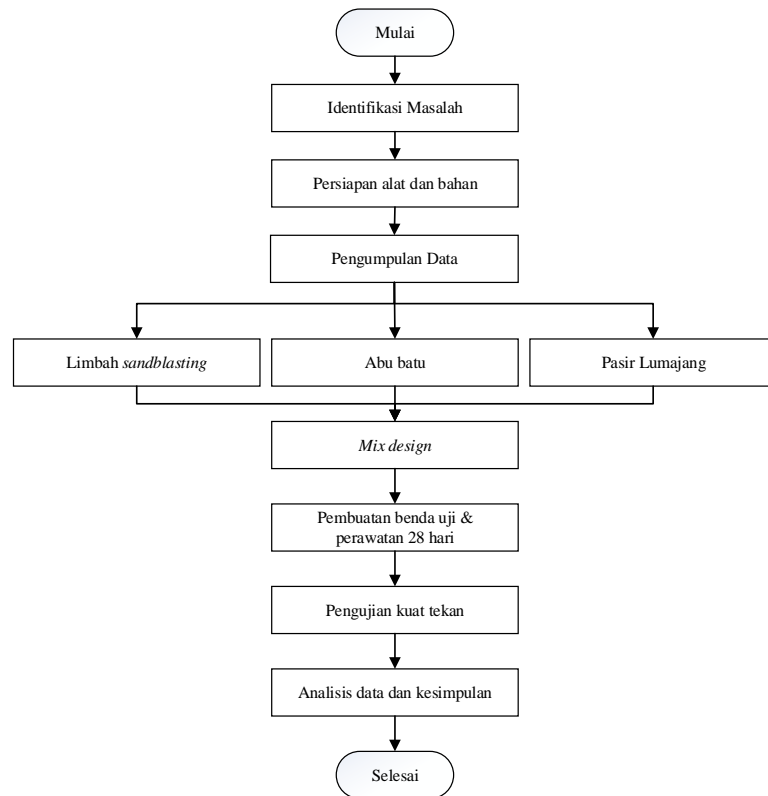 Mulai
Identifikasi Masalah
Persiapan alat dan bahan
Pengumpulan Data
Limbah sandblasting
Abu batu
Pasir Lumajang
Mix design
Pembuatan benda uji &
perawatan 28 hari
Pengujian kuat tekan
Analisis data dan kesimpulan
Selesai